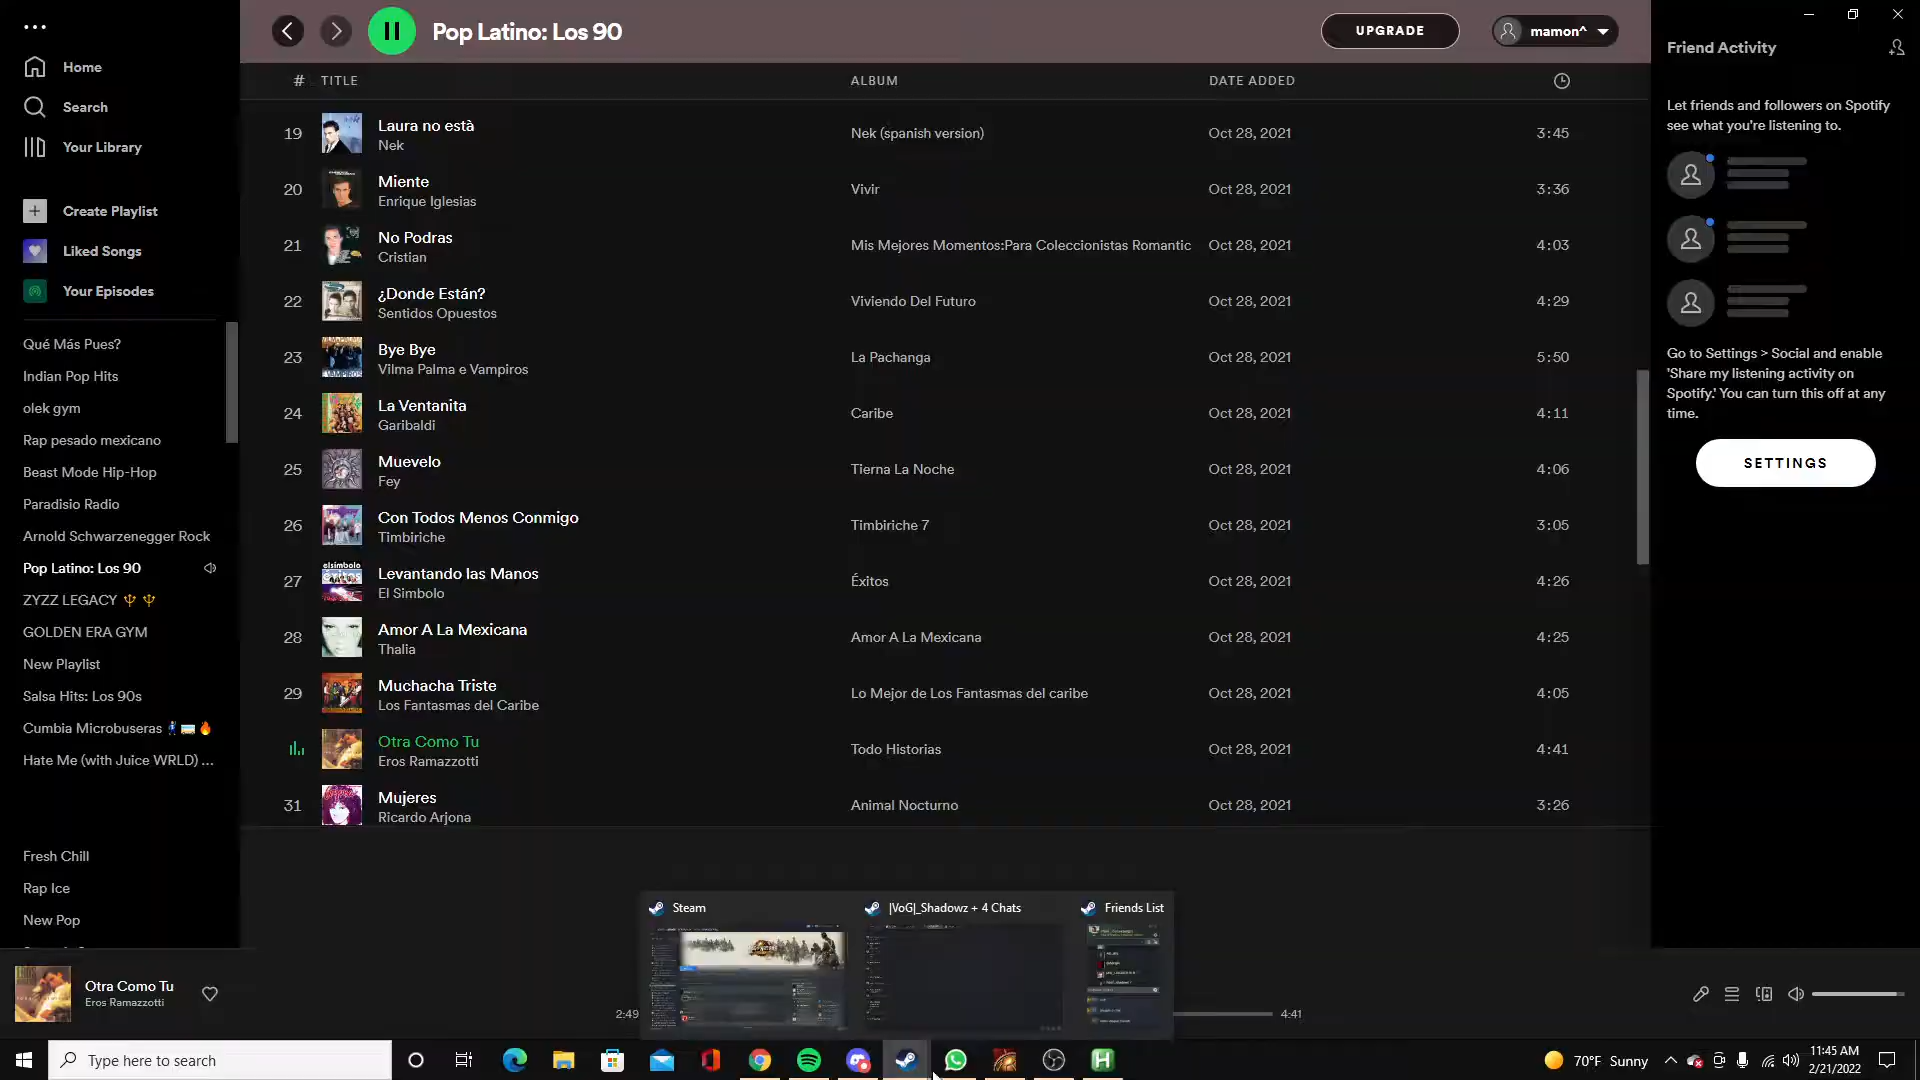 Home
Search
Your Library
Create Playlist
Liked Songs
Your Episodes
Qué Más Pues?
Indian Pop Hits
olek gym
Rap pesado mexicano
Beast Mode Hip-Hop
Paradisio Radio
Arnold Schwarzenegger Rock
Pop Latino: Los 90
ZYZZ LEGACY
GOLDEN ERA GYM
New Playlist
Salsa Hits: Los 90s
Cumbia Microbuseras
Hate Me (with Juice WRLD) ...
Fresh Chill
Rap Ice
New Pop
Pop Latino: Los 90
UPGRADE
mamon^
# TITLE ALBUM DATE ADDED
19 Laura no està Nek (spanish version) Oct 28, 2021 3:45
Nek
20 Miente Vivir Oct 28, 2021 3:36
Enrique Iglesias
21 No Podras Mis Mejores Momentos:Para Coleccionistas Romantic Oct 28, 2021 4:03
Cristian
22 ¿Donde Están? Viviendo Del Futuro Oct 28, 2021 4:29
Sentidos Opuestos
23 Bye Bye La Pachanga Oct 28, 2021 5:50
Vilma Palma e Vampiros
24 La Ventanita Caribe Oct 28, 2021 4:11
Garibaldi
25 Muevelo Tierna La Noche Oct 28, 2021 4:06
Fey
26 Con Todos Menos Conmigo Timbiriche 7 Oct 28, 2021 3:05
Timbiriche
27 Levantando las Manos Éxitos Oct 28, 2021 4:26
El Simbolo
28 Amor A La Mexicana Amor A La Mexicana Oct 28, 2021 4:25
Thalia
29 Muchacha Triste Lo Mejor de Los Fantasmas del caribe Oct 28, 2021 4:05
Los Fantasmas del Caribe
Otra Como Tu Todo Historias Oct 28, 2021 4:41
Eros Ramazzotti
31 Mujeres Animal Nocturno Oct 28, 2021 3:26
Ricardo Arjona
Friend Activity
Let friends and followers on Spotify
see what you're listening to.
Go to Settings > Social and enable
'Share my listening activity on
Spotify.' You can turn this off at any
time.
SETTINGS
Steam
|VoG|_Shadowz + 4 Chats
Friends List
Otra Como Tu
Eros Ramazzotti
2:49
4:41
Type here to search
70°F Sunny
11:45 AM
2/21/2022